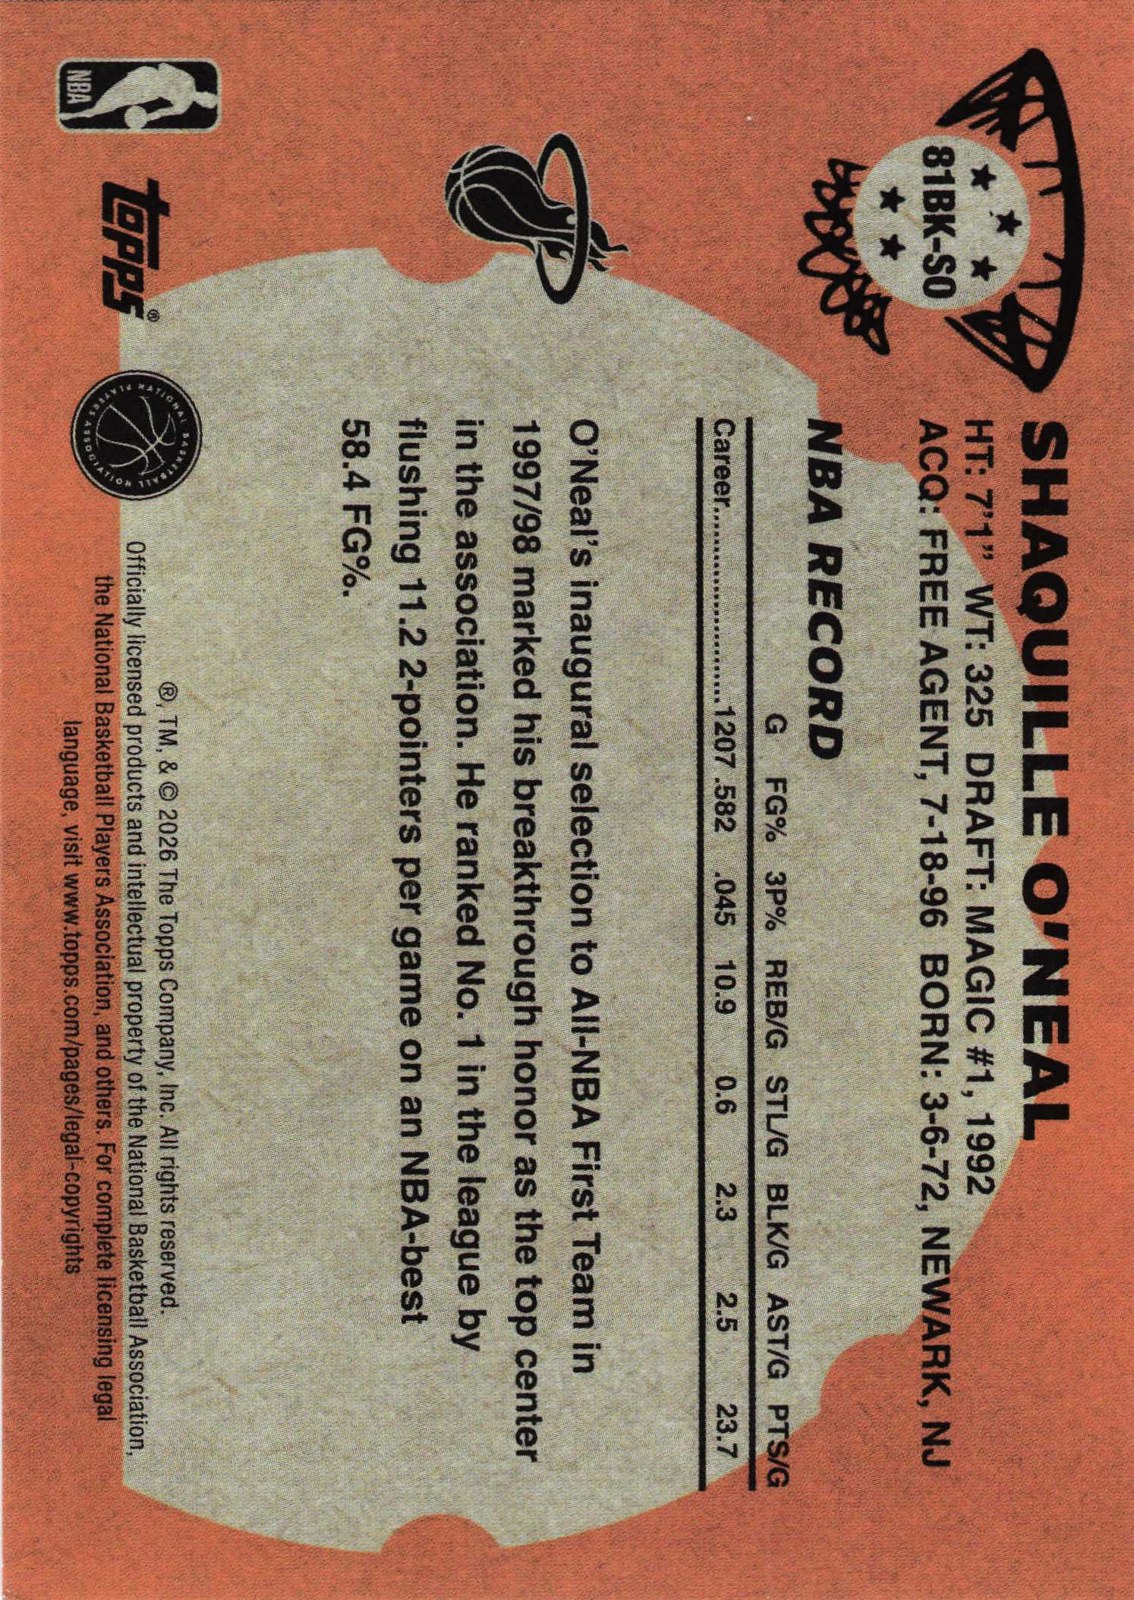 81BK-SO
SHAQUILLE O'NEAL
HT: 7'1" WT: 325 DRAFT: MAGIC #1, 1992
ACQ: FREE AGENT, 7-18-96 BORN: 3-6-72, NEWARK, NJ
NBA RECORD
G FG% 3P% REB/G STL/G BLK/G AST/G PTS/G
Career........................1207 .582 .045 10.9 0.6 2.3 2.5 23.7
O'Neal's inaugural selection to All-NBA First Team in
1997/98 marked his breakthrough honor as the top center
in the association. He ranked No. 1 in the league by
flushing 11.2 2-pointers per game on an NBA-best
58.4 FG%.
NBA
topps®
NATIONAL BASKETBALL PLAYERS ASSOCIATION
®, TM, & © 2026 The Topps Company, Inc. All rights reserved.
Officially licensed products and intellectual property of the National Basketball Association,
the National Basketball Players Association, and others. For complete licensing legal
language, visit www.topps.com/pages/legal-copyrights